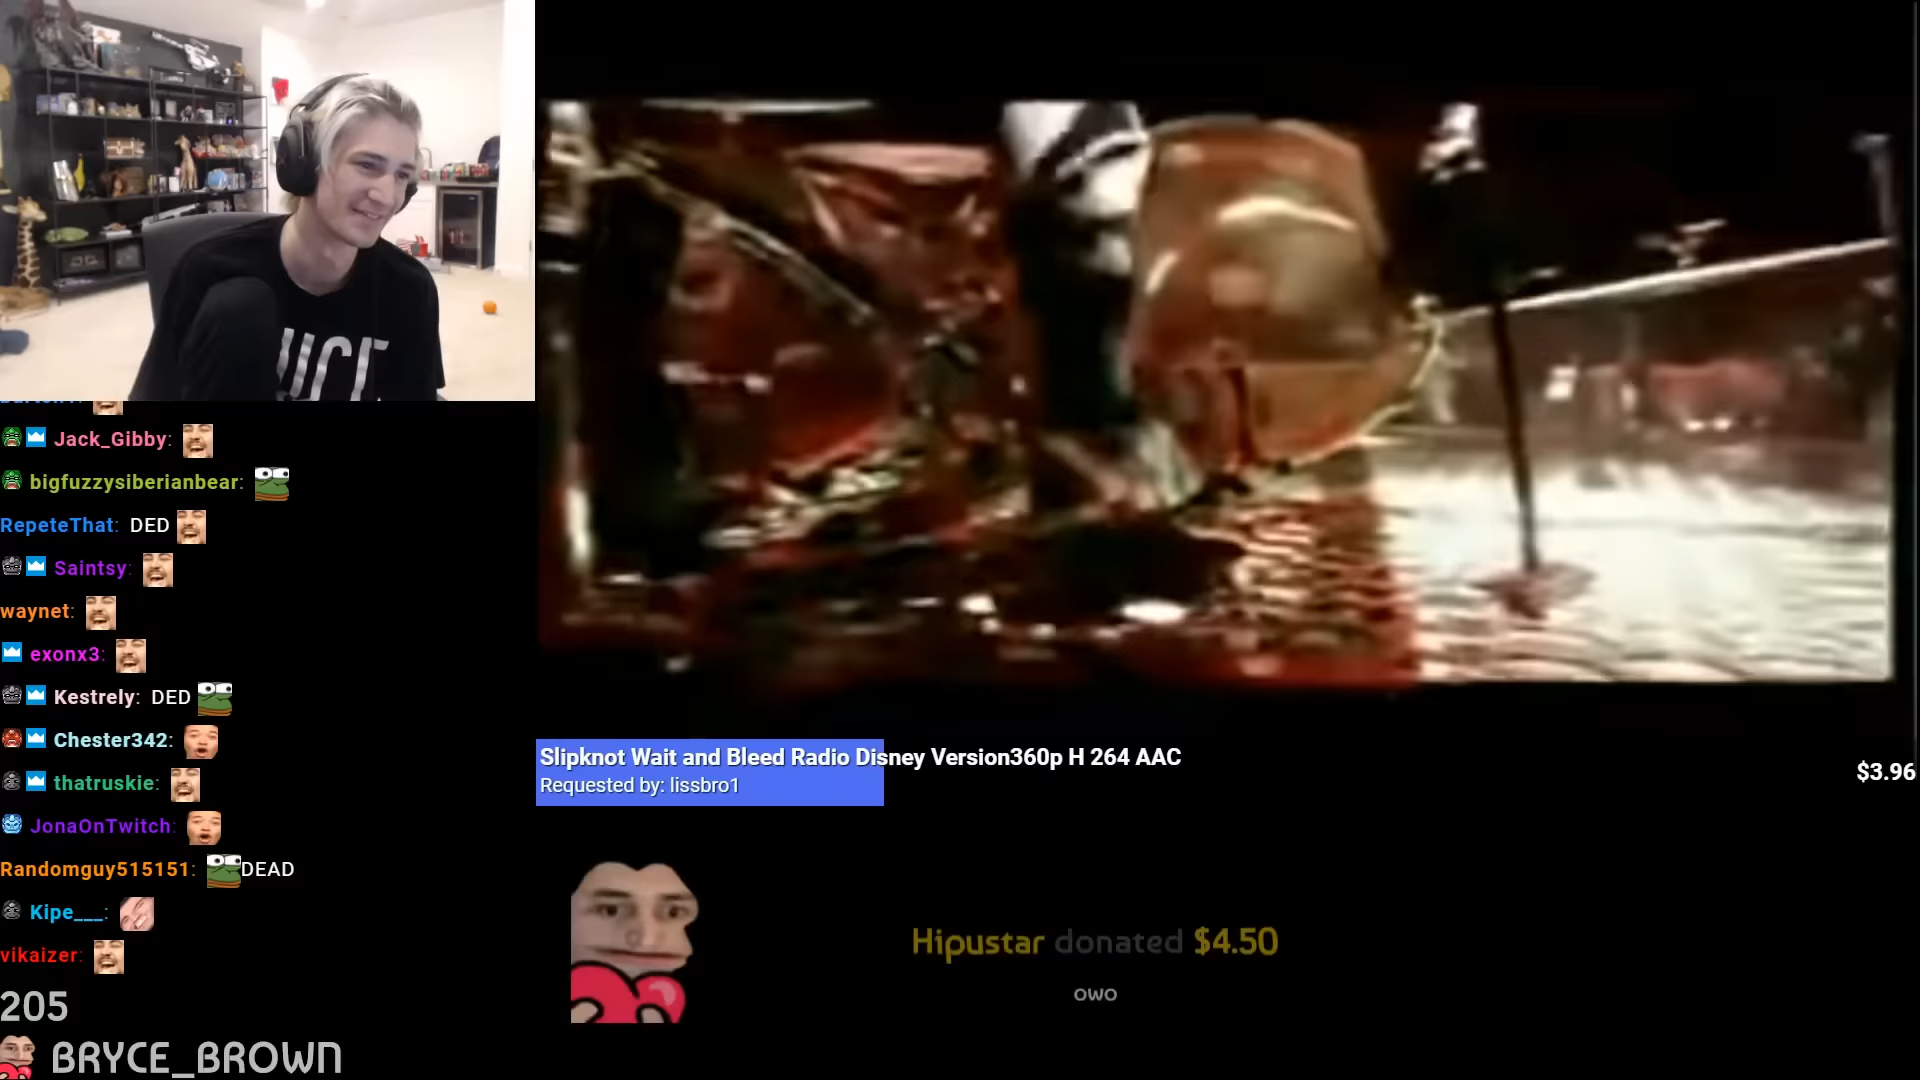 Jack_Gibby:
bigfuzzysiberianbear:
RepeteThat: DED
Saintsy:
waynet:
exonx3:
Kestrely: DED
Chester342:
thatruskie:
JonaOnTwitch:
Randomguy515151: DEAD
Kipe___:
vikaizer:
205
BRYCE_BROWN
Slipknot Wait and Bleed Radio Disney Version360p H 264 AAC
Requested by: lissbro1
$3.96
Hipustar donated $4.50
owo